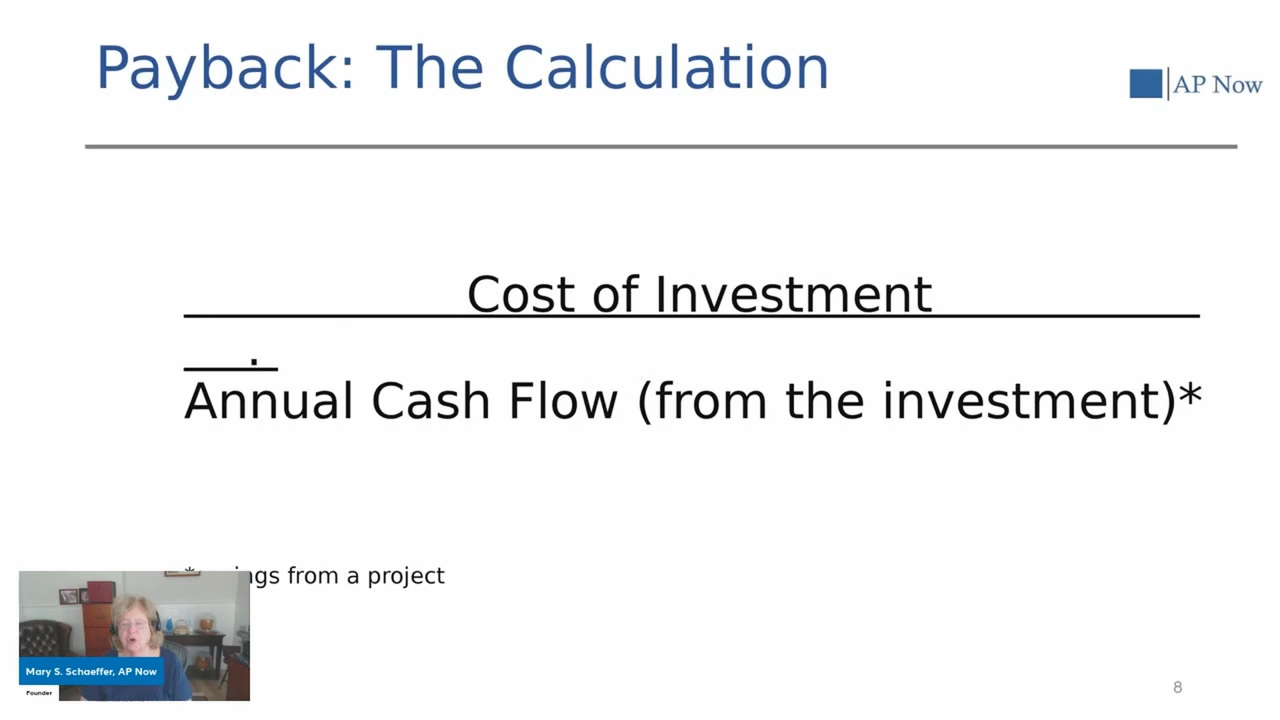 Payback: The Calculation
AP Now
Cost of Investment
.
Annual Cash Flow (from the investment)*
from a project
Mary S. Schaeffer, AP Now
Founder
8